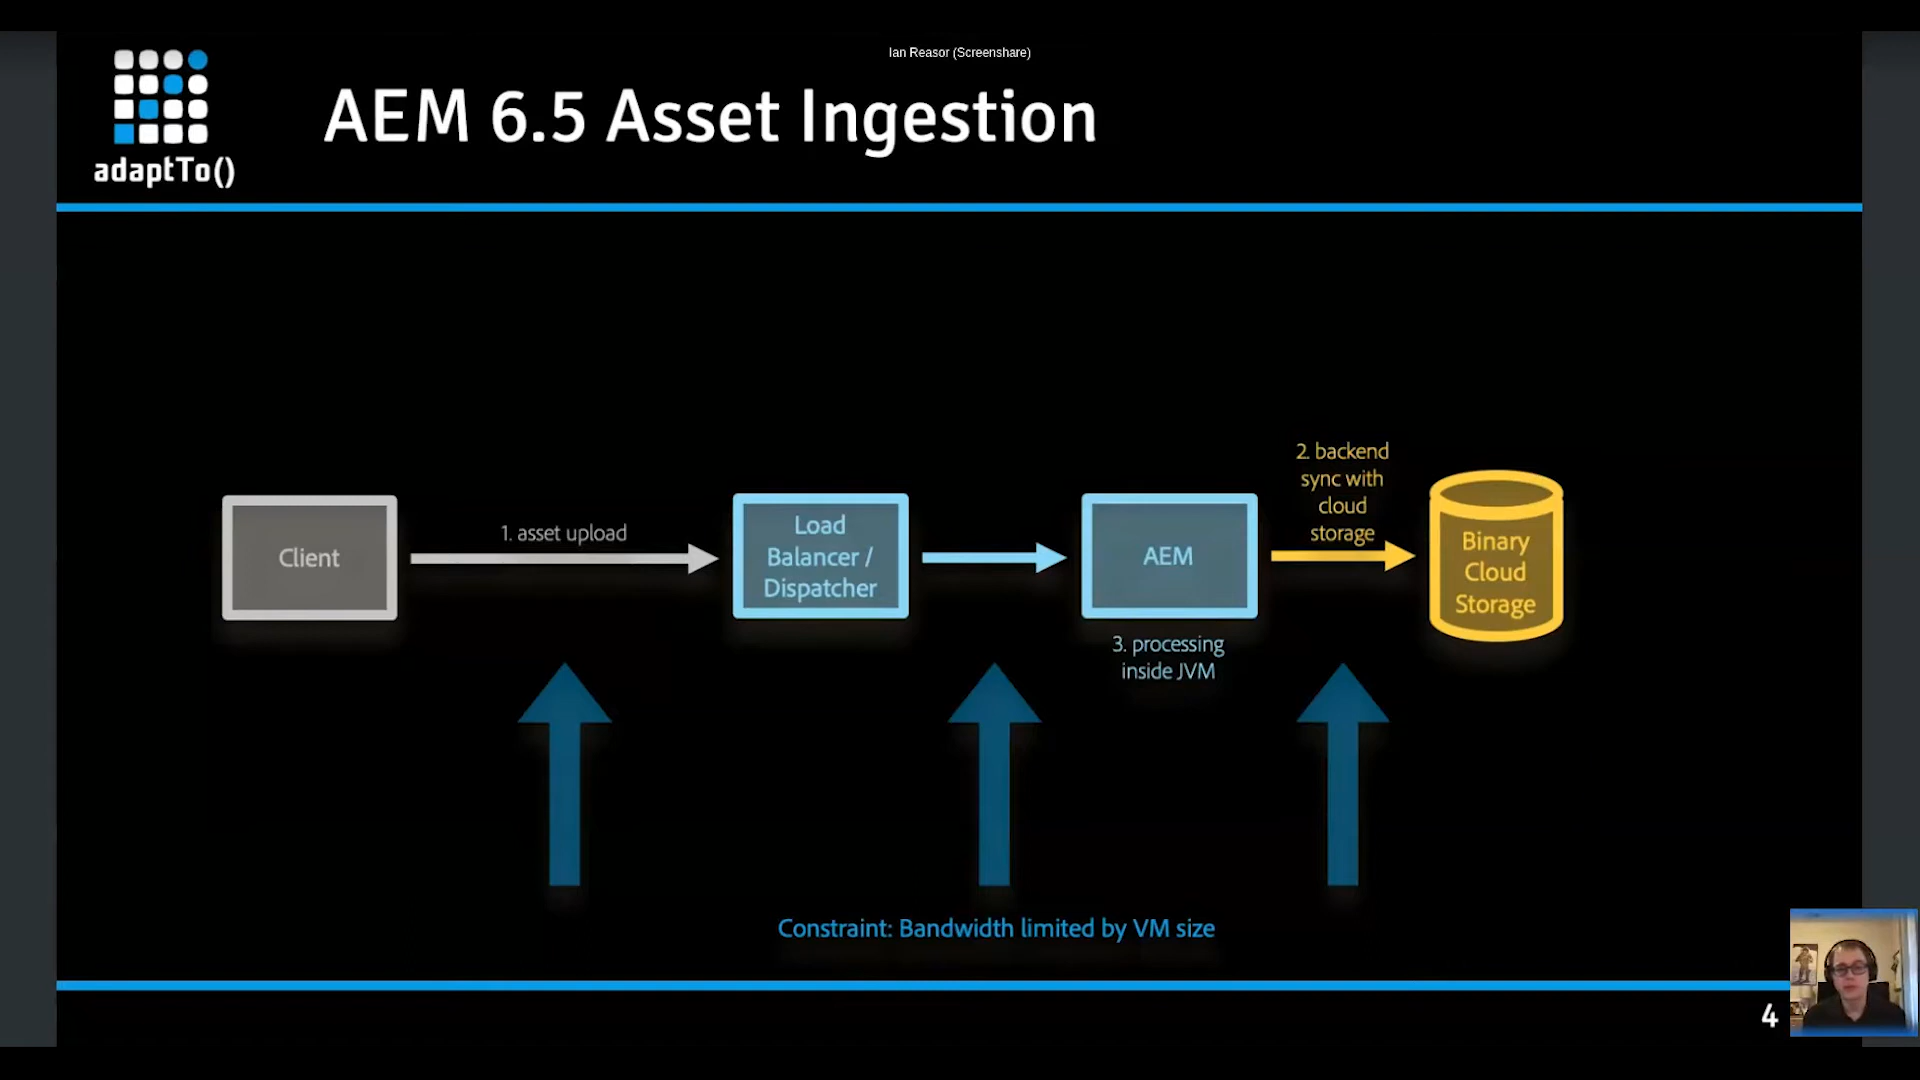 Ian Reasor (Screenshare)
adaptTo()
AEM 6.5 Asset Ingestion
Client
1. asset upload
Load
Balancer /
Dispatcher
AEM
3. processing
inside JVM
2. backend
sync with
cloud
storage
Binary
Cloud
Storage
Constraint: Bandwidth limited by VM size
4